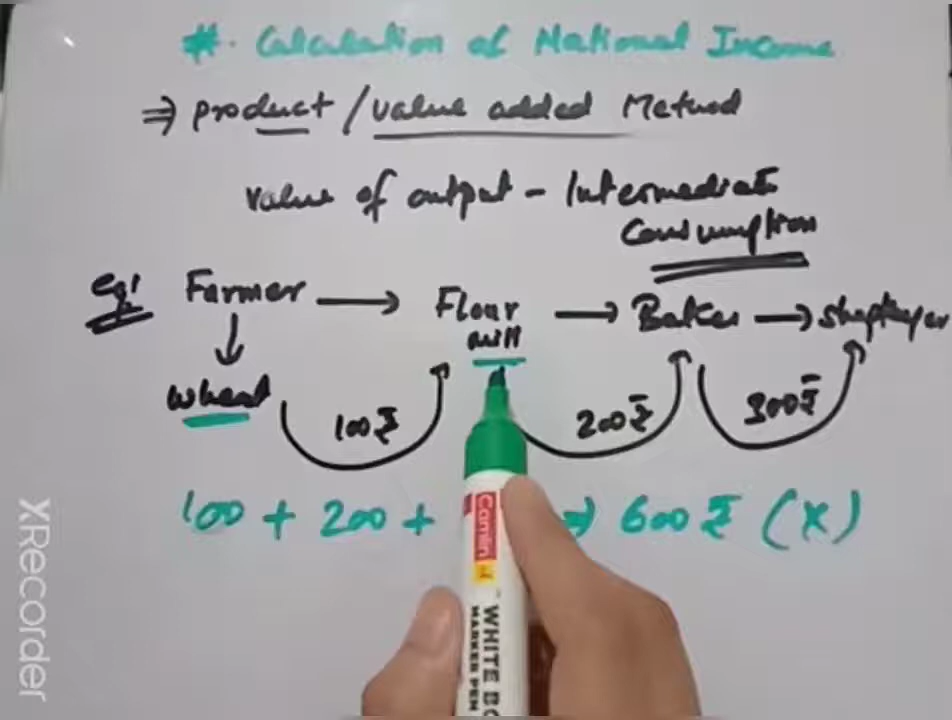 #. Calculation of National Income
⇒ product / value added Method
value of output - Intermediate
Consumption
eg:
Farmer → Flour mill → Baker → shopkeeper
↓
wheat
100₹
200₹
300₹
100 + 200 + ⇒ 600₹ (X)
Camlin
WHITE BO
MARKER PEN
XRecorder